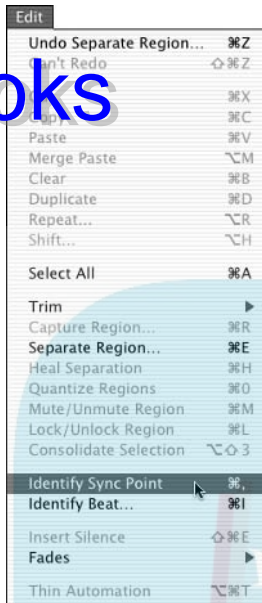 Edit
Undo Separate Region... ⌘Z
Can't Redo ⇧⌘Z
oks
⌘X
Copy ⌘C
Paste ⌘V
Merge Paste ⌥M
Clear ⌘B
Duplicate ⌘D
Repeat... ⌥R
Shift... ⌥H
Select All ⌘A
Trim ▶
Capture Region... ⌘R
Separate Region... ⌘E
Heal Separation ⌘H
Quantize Regions ⌘0
Mute/Unmute Region ⌘M
Lock/Unlock Region ⌘L
Consolidate Selection ⌥⇧3
Identify Sync Point ⌘,
Identify Beat... ⌘I
Insert Silence ⇧⌘E
Fades ▶
Thin Automation ⌥⌘T